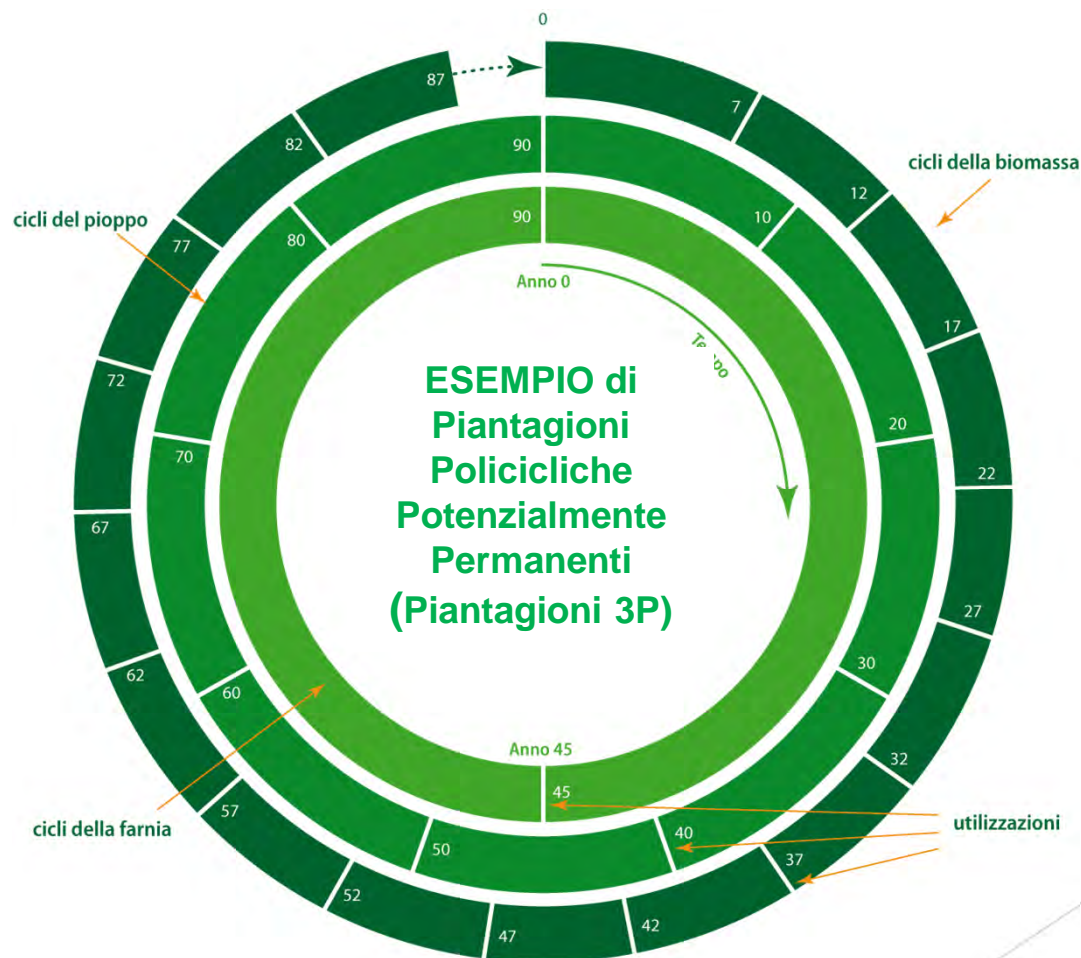 0
87
7
82
90
12
cicli della biomassa
cicli del pioppo
90
10
77
80
Anno 0
17
ESEMPIO di
Piantagioni
Policicliche
Potenzialmente
Permanenti
(Piantagioni 3P)
72
20
70
22
67
27
30
62
60
Anno 45
32
45
57
cicli della farnia
utilizzazioni
40
50
37
52
42
47